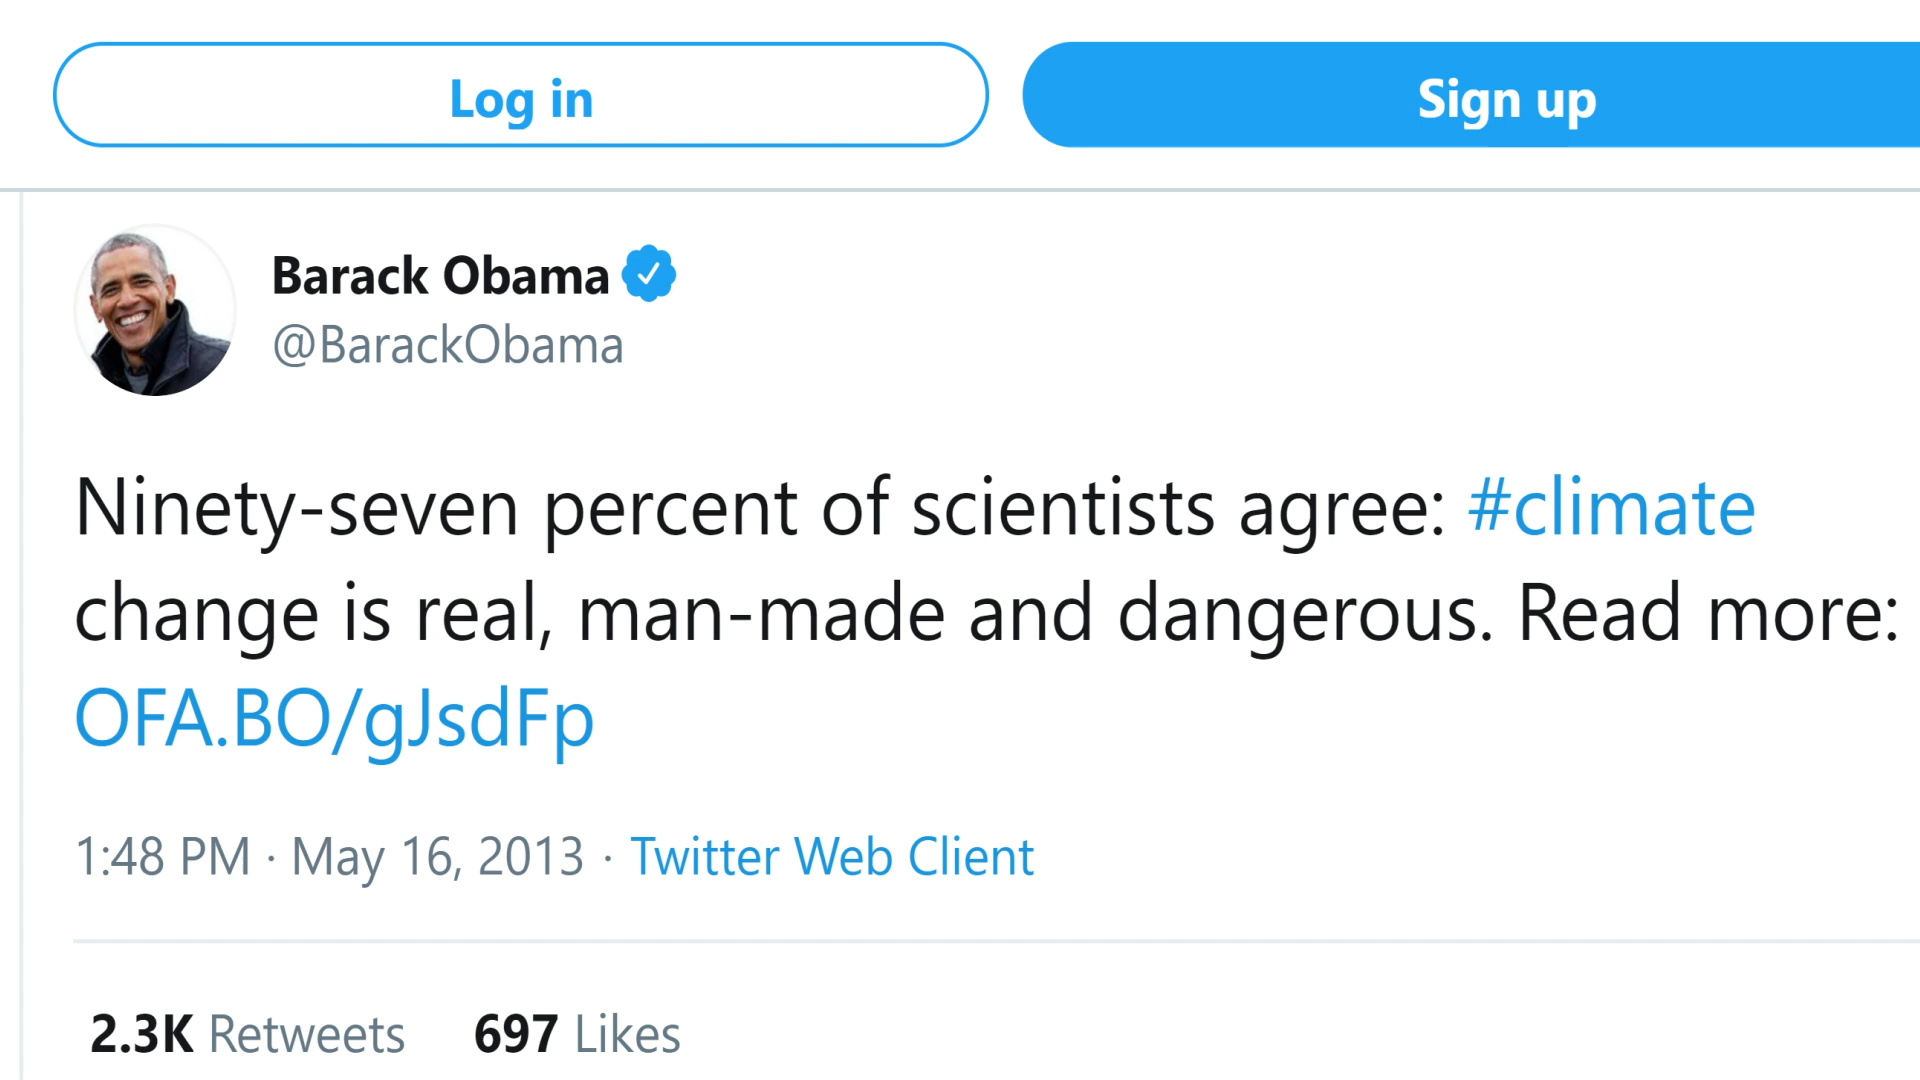 Log in
Sign up
Barack Obama
@BarackObama
Ninety-seven percent of scientists agree: #climate
change is real, man-made and dangerous. Read more:
OFA.BO/gJsdFp
1:48 PM · May 16, 2013 · Twitter Web Client
2.3K Retweets 697 Likes